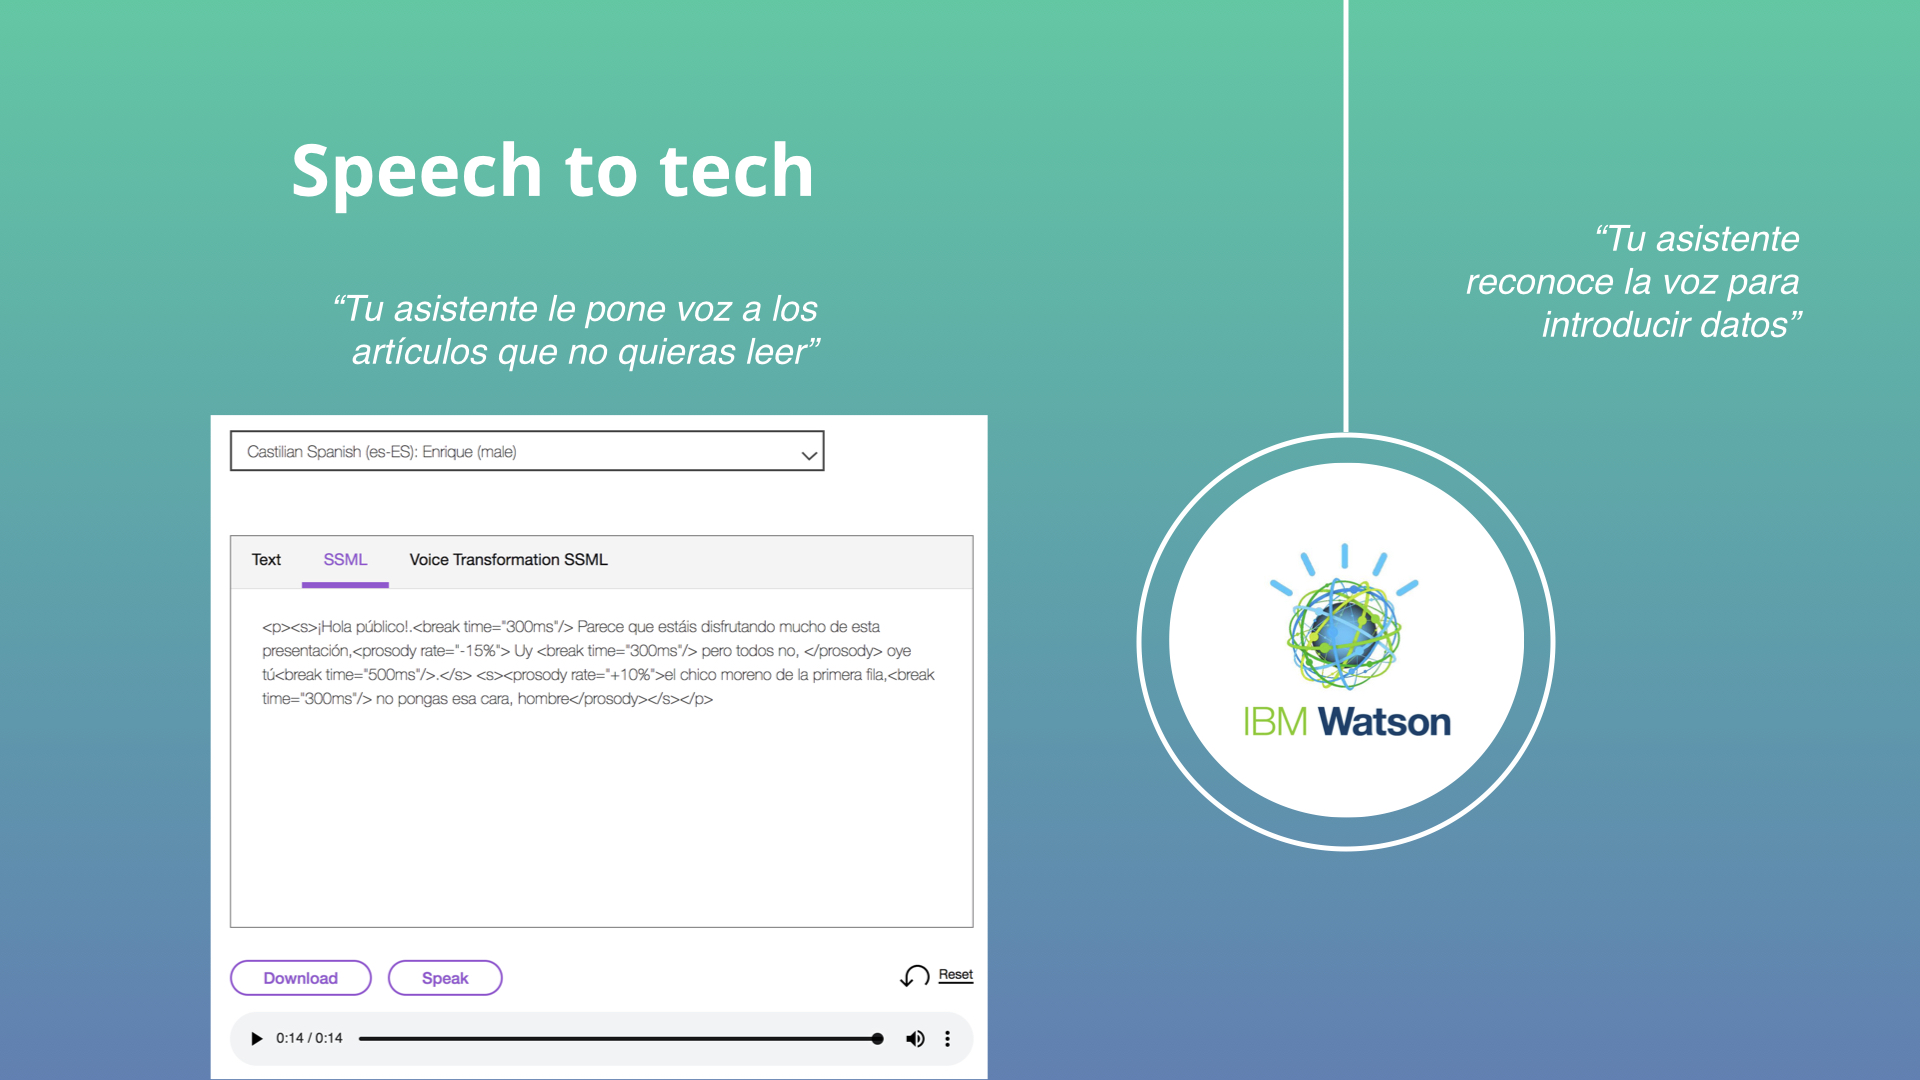 Speech to tech
“Tu asistente le pone voz a los
artículos que no quieras leer”
“Tu asistente
reconoce la voz para
introducir datos”
Castilian Spanish (es-ES): Enrique (male)
Text SSML Voice Transformation SSML
<p><s>¡Hola público!.<break time="300ms"/> Parece que estáis disfrutando mucho de esta
presentación,<prosody rate="-15%"> Uy <break time="300ms"/> pero todos no, </prosody> oye
tú<break time="500ms"/>.</s> <s><prosody rate="+10%">el chico moreno de la primera fila,<break
time="300ms"/> no pongas esa cara, hombre</prosody></s></p>
Download Speak Reset
0:14 / 0:14
IBM Watson